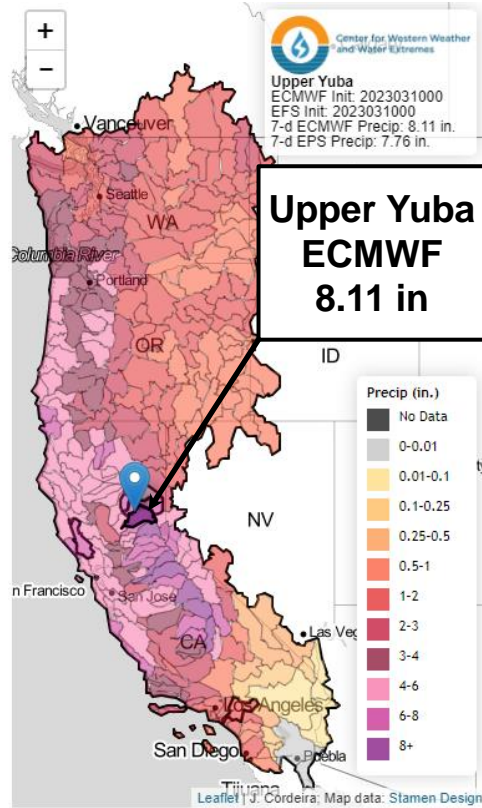 +
−
Center for Western Weather
and Water Extremes
Upper Yuba
ECMWF Init: 2023031000
EFS Init: 2023031000
7-d ECMWF Precip: 8.11 in.
7-d EPS Precip: 7.76 in.
Vancouver
Seattle
WA
Columbia River
Portland
OR
ID
Upper Yuba
ECMWF
8.11 in
Precip (in.)
No Data
0-0.01
0.01-0.1
0.1-0.25
0.25-0.5
0.5-1
1-2
2-3
3-4
4-6
6-8
8+
NV
n Francisco
San Jose
CA
Las Veg
Los Angeles
San Diego
Puebla
Tijuana
Leaflet | J. Cordeira; Map data: Stamen Design